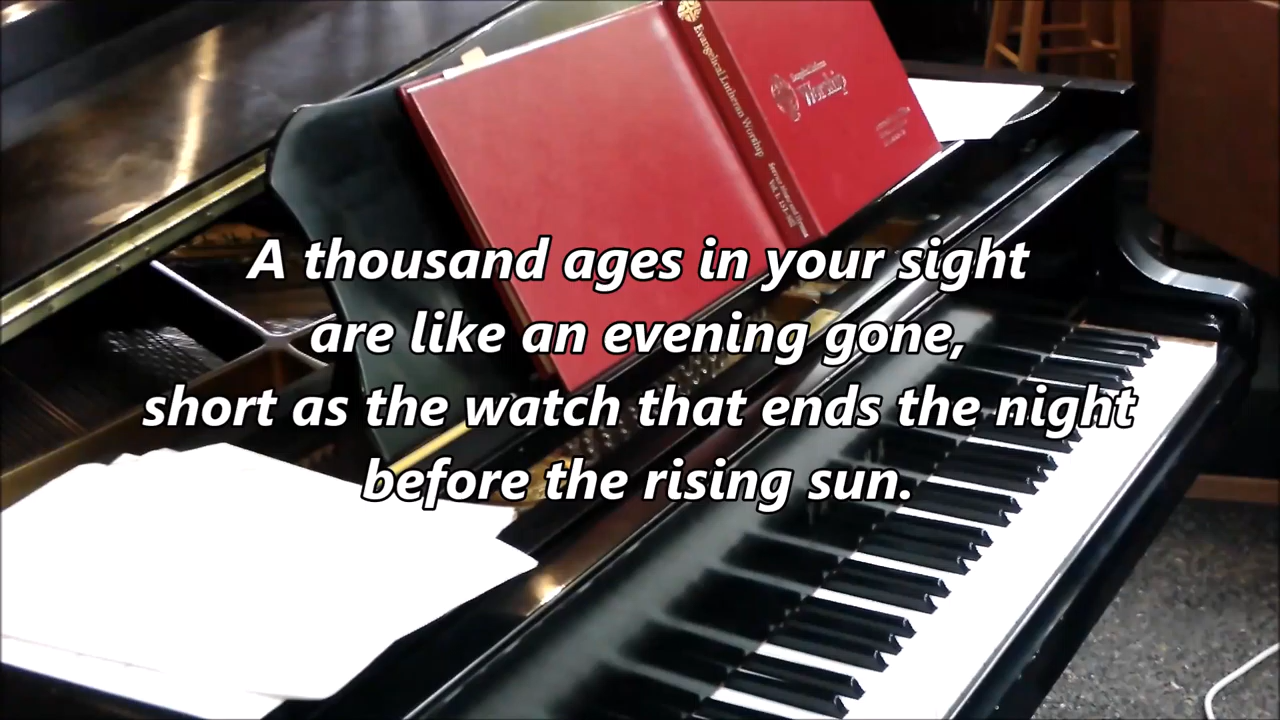 Evangelical Lutheran Worship
Worship
A thousand ages in your sight
are like an evening gone,
short as the watch that ends the night
before the rising sun.